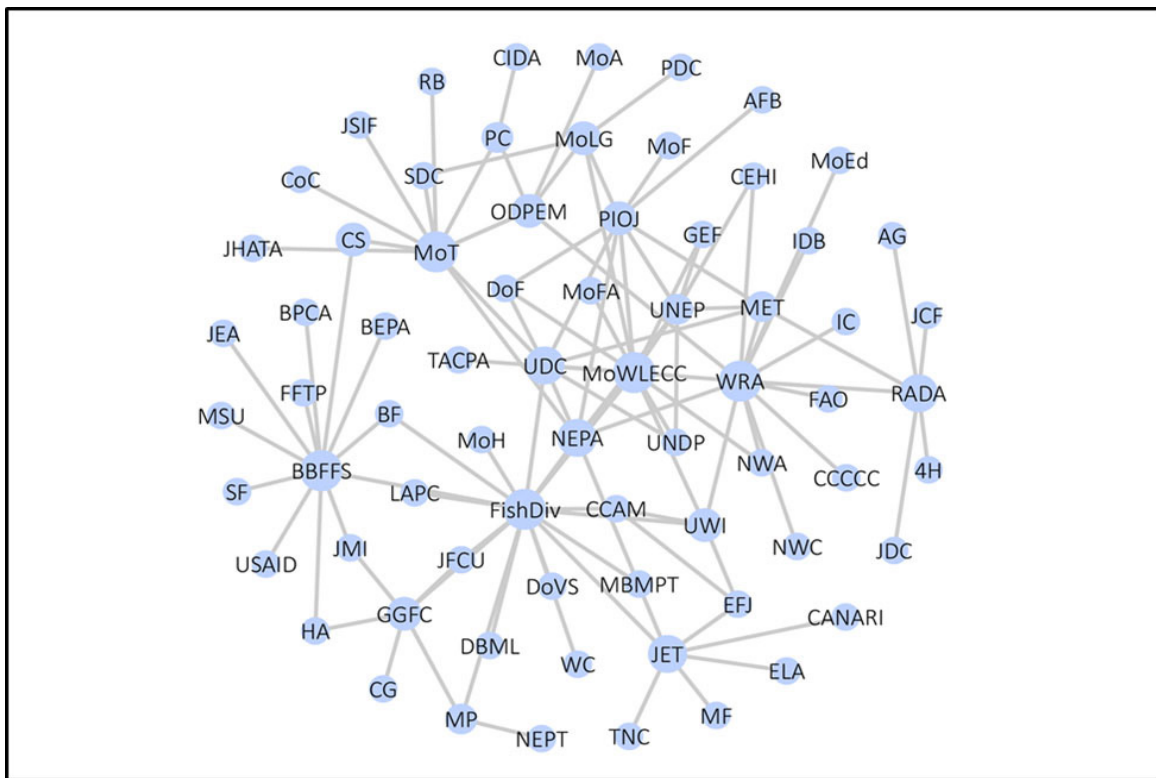 CIDA
MoA
PDC
RB
AFB
JSIF
PC
MoLG
MoF
MoEd
CoC
SDC
CEHI
ODPEM
PIOJ
JHATA
CS
MoT
GEF
IDB
AG
DoF
MoFA
UNEP
MET
IC
JCF
JEA
BPCA
BEPA
TACPA
UDC
MoWLECC
WRA
RADA
MSU
FFTP
BF
FAO
MoH
NEPA
UNDP
NWA
BBFFS
CCCCC
4H
SF
LAPC
FishDiv
CCAM
UWI
USAID
JMI
JFCU
NWC
JDC
DoVS
MBMPT
EFJ
HA
GGFC
CANARI
DBML
WC
JET
ELA
CG
MP
NEPT
TNC
MF